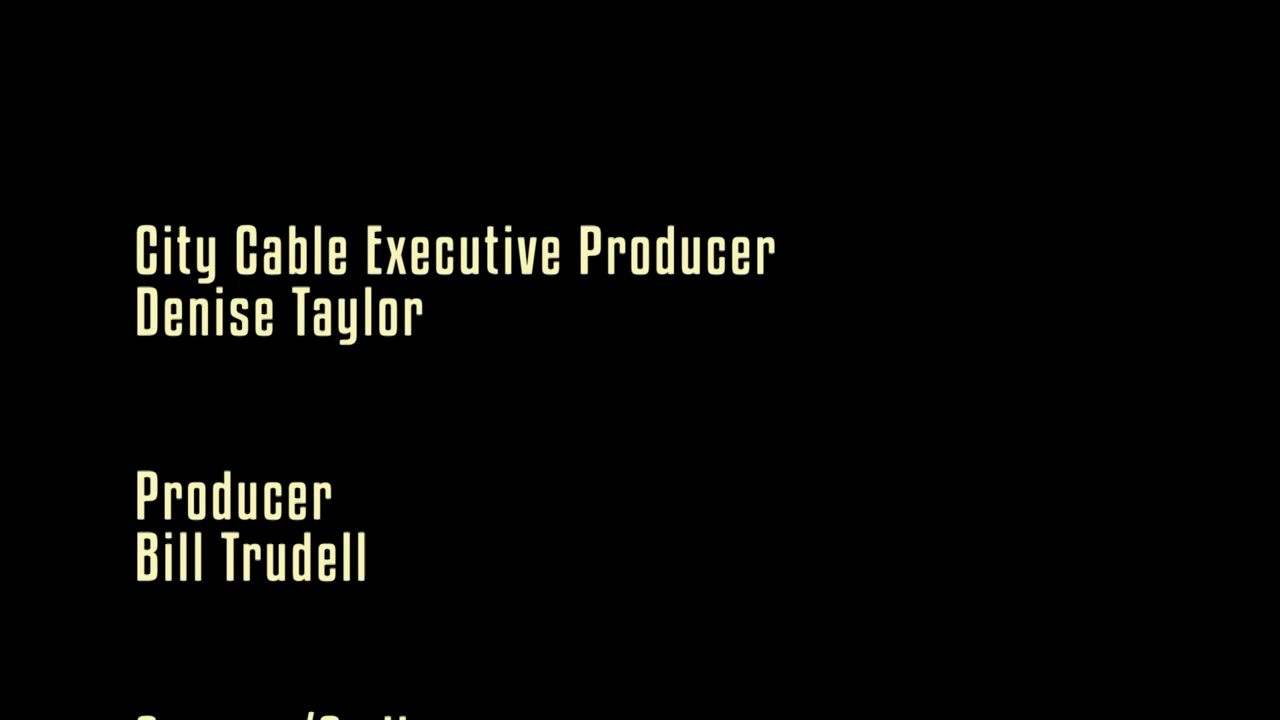 City Cable Executive Producer
Denise Taylor
Producer
Bill Trudell